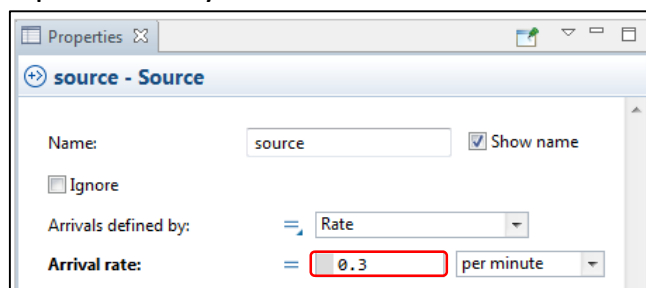 Properties
source - Source
Name: source Show name
Ignore
Arrivals defined by: = Rate
Arrival rate: = 0.3 per minute